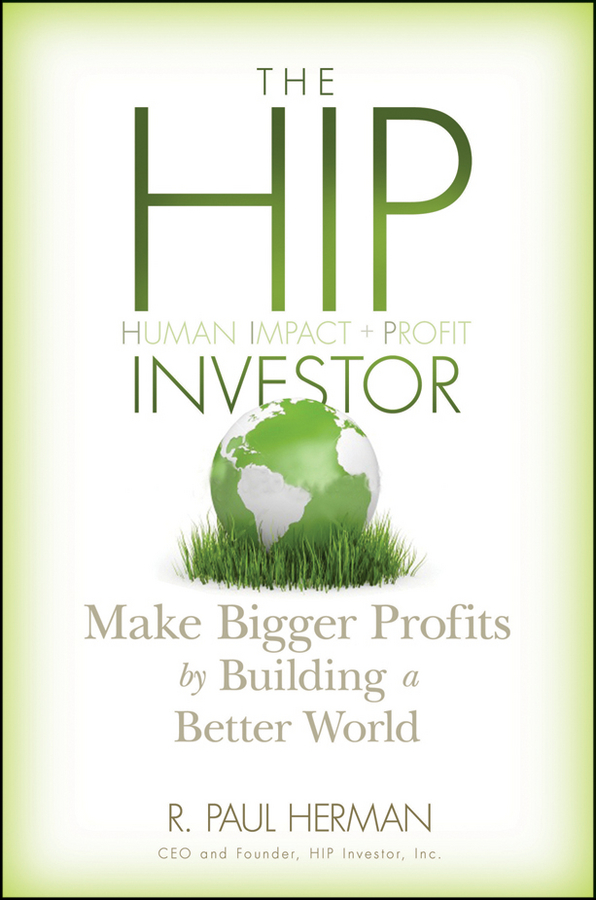 THE
HIP
HUMAN IMPACT + PROFIT
INVESTOR
Make Bigger Profits
by Building a
Better World
R. PAUL HERMAN
CEO and Founder, HIP Investor, Inc.